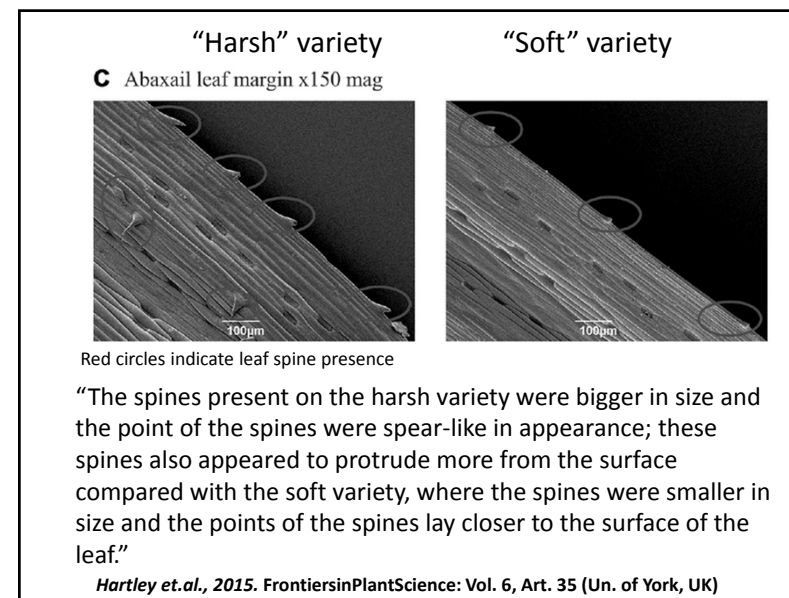 “Harsh” variety “Soft” variety
C Abaxail leaf margin x150 mag
100μm 100μm
Red circles indicate leaf spine presence
“The spines present on the harsh variety were bigger in size and
the point of the spines were spear-like in appearance; these
spines also appeared to protrude more from the surface
compared with the soft variety, where the spines were smaller in
size and the points of the spines lay closer to the surface of the
leaf.”
Hartley et.al., 2015. FrontiersinPlantScience: Vol. 6, Art. 35 (Un. of York, UK)